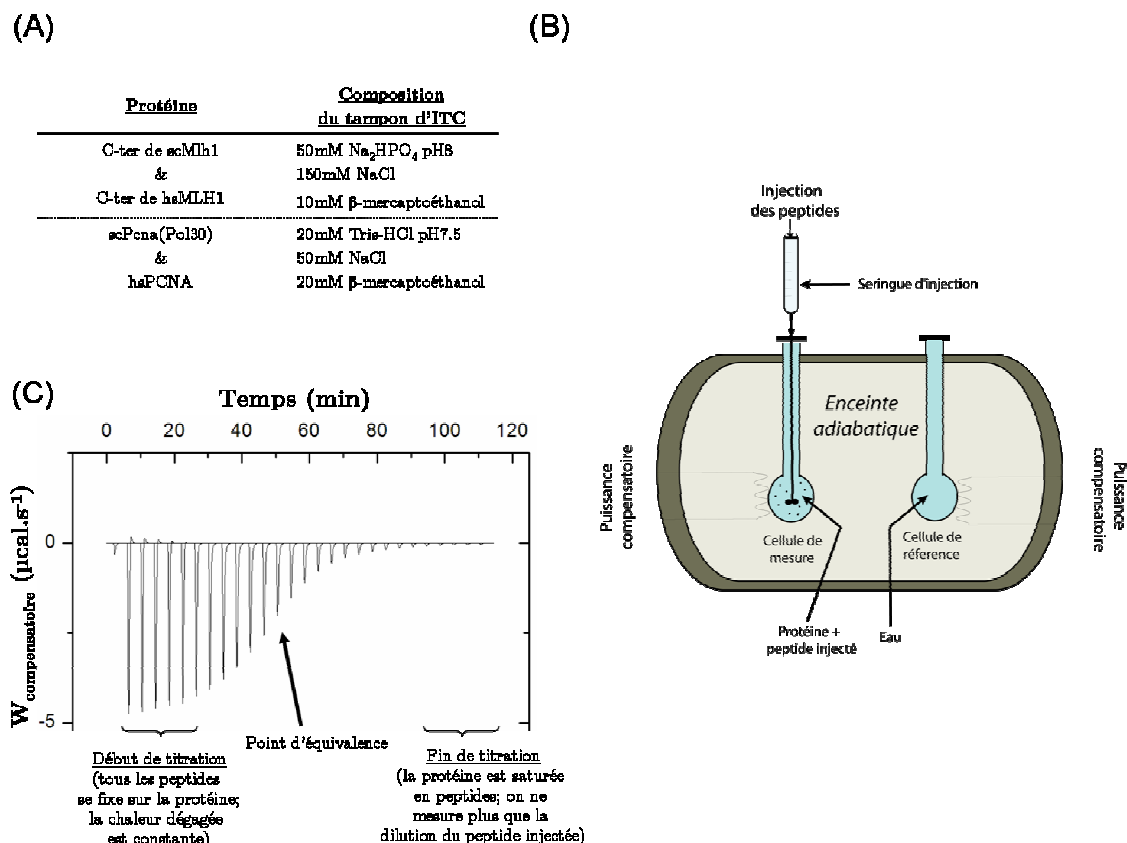 (A)
Protéine
Composition
du tampon d'ITC
C-ter de scMlh1
&
C-ter de hsMLH1
50mM Na₂HPO₄ pH8
150mM NaCl
10mM β-mercaptoéthanol
scPcna(Pol30)
&
hsPCNA
20mM Tris-HCl pH7.5
50mM NaCl
20mM β-mercaptoéthanol
(B)
Injection
des peptides
Seringue d'injection
Enceinte
adiabatique
Puissance
compensatoire
Puissance
compensatoire
Cellule de
mesure
Cellule de
réference
Protéine +
peptide injecté
Eau
(C)
Temps (min)
0 20 40 60 80 100 120
W compensatoire (µcal.s⁻¹)
0
-5
Point d'équivalence
Début de titration
(tous les peptides
se fixe sur la protéine;
la chaleur dégagée
est constante)
Fin de titration
(la protéine est saturée
en peptides; on ne
mesure plus que la
dilution du peptide injectée)